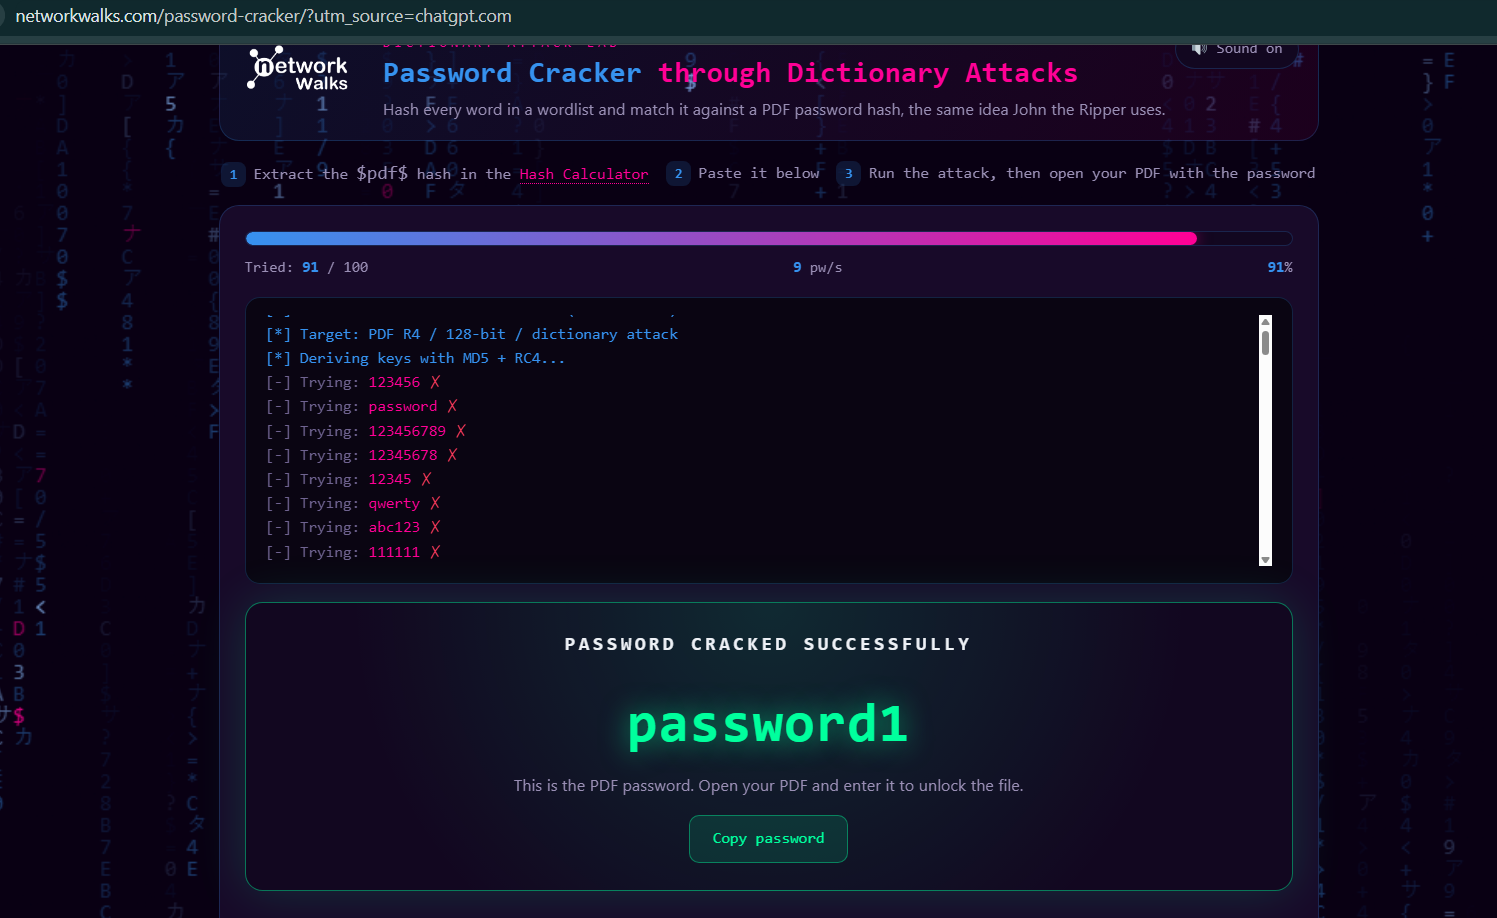 networkwalks.com/password-cracker/?utm_source=chatgpt.com
network
Walks
Sound on
Password Cracker through Dictionary Attacks
Hash every word in a wordlist and match it against a PDF password hash, the same idea John the Ripper uses.
1 Extract the $pdf$ hash in the Hash Calculator 2 Paste it below 3 Run the attack, then open your PDF with the password
Tried: 91 / 100 9 pw/s 91%
[*] Target: PDF R4 / 128-bit / dictionary attack
[*] Deriving keys with MD5 + RC4...
[-] Trying: 123456 ✗
[-] Trying: password ✗
[-] Trying: 123456789 ✗
[-] Trying: 12345678 ✗
[-] Trying: 12345 ✗
[-] Trying: qwerty ✗
[-] Trying: abc123 ✗
[-] Trying: 111111 ✗
PASSWORD CRACKED SUCCESSFULLY
password1
This is the PDF password. Open your PDF and enter it to unlock the file.
Copy password